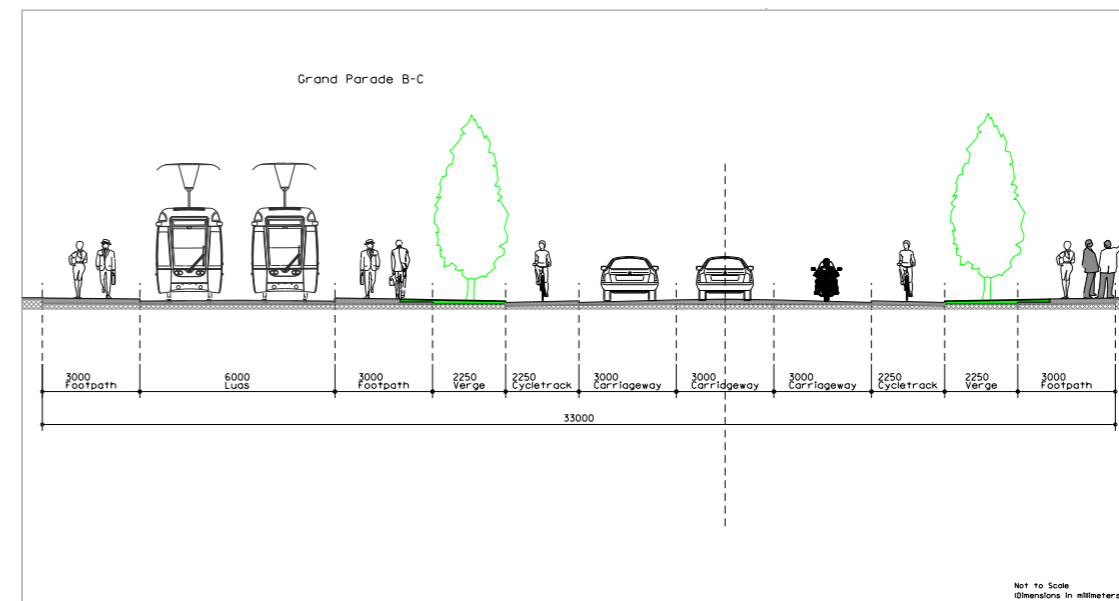 Grand Parade B-C
3000 6000 3000 2250 2250 3000 3000 3000 2250 2250 3000
Footpath Luas Footpath Verge Cycletrack Carriageway Carriageway Carriageway Cycletrack Verge Footpath
33000
Not to Scale
(Dimensions in millimeters